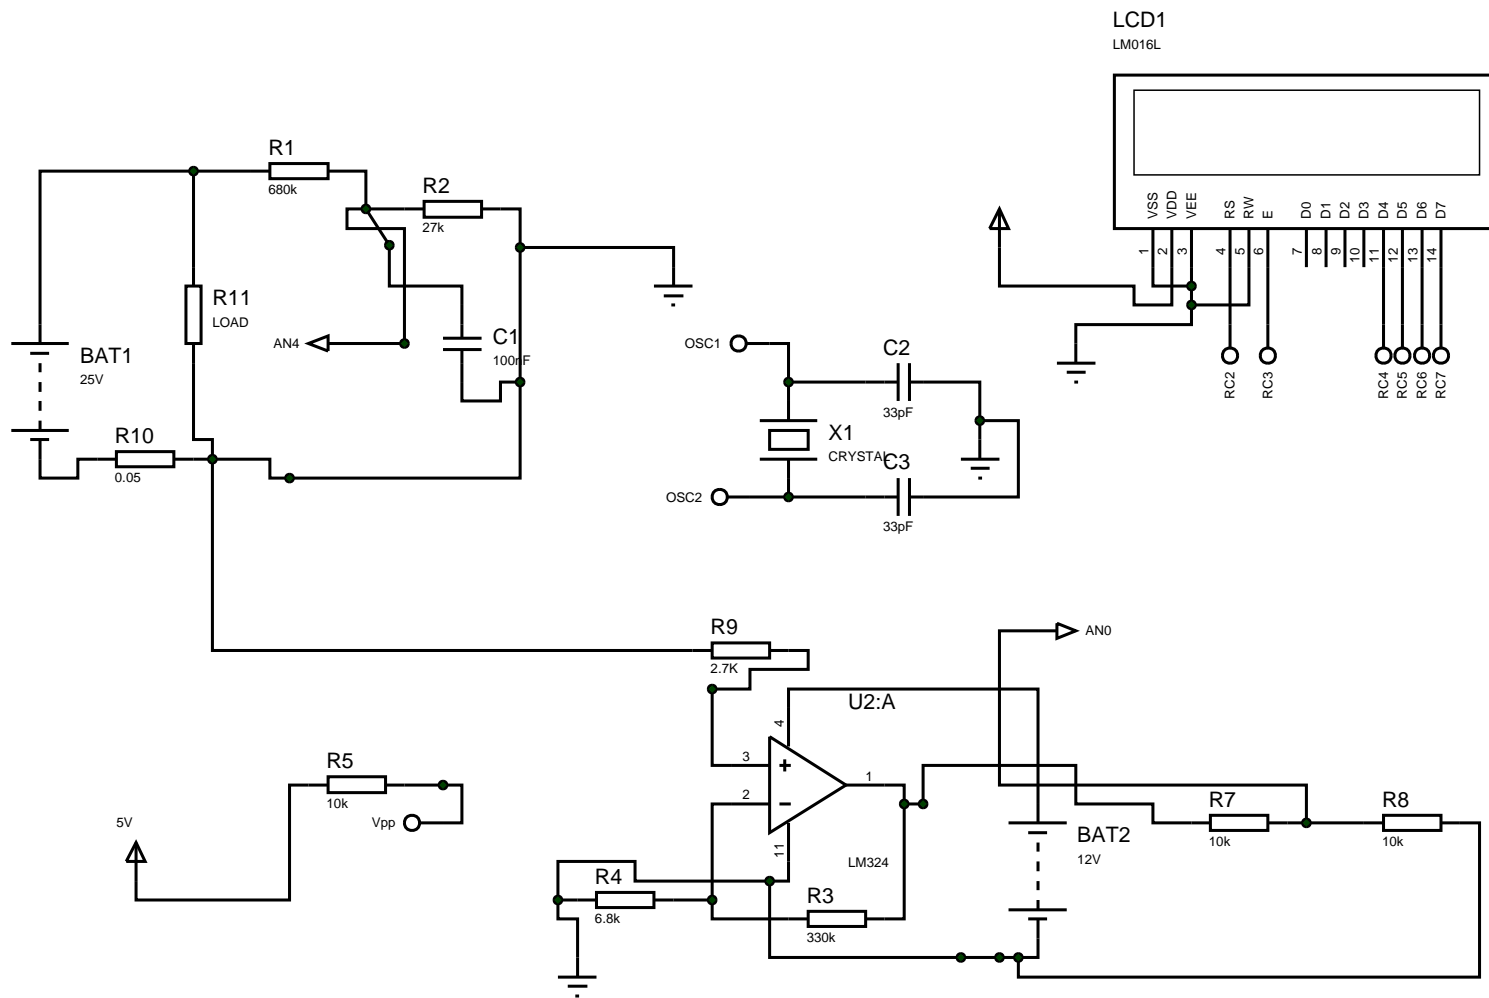 LCD1
LM016L
VSS
VDD
VEE
RS
RW
E
D0
D1
D2
D3
D4
D5
D6
D7
1
2
3
4
5
6
7
8
9
10
11
12
13
14
RC2
RC3
RC4
RC5
RC6
RC7
R1
680k
R2
27k
R11
LOAD
AN4
C1
100nF
BAT1
25V
R10
0.05
OSC1
C2
33pF
X1
CRYSTAL
C3
OSC2
33pF
R9
2.7K
AN0
U2:A
4
3
2
1
11
LM324
R5
10k
Vpp
5V
R4
6.8k
R3
330k
BAT2
12V
R7
10k
R8
10k